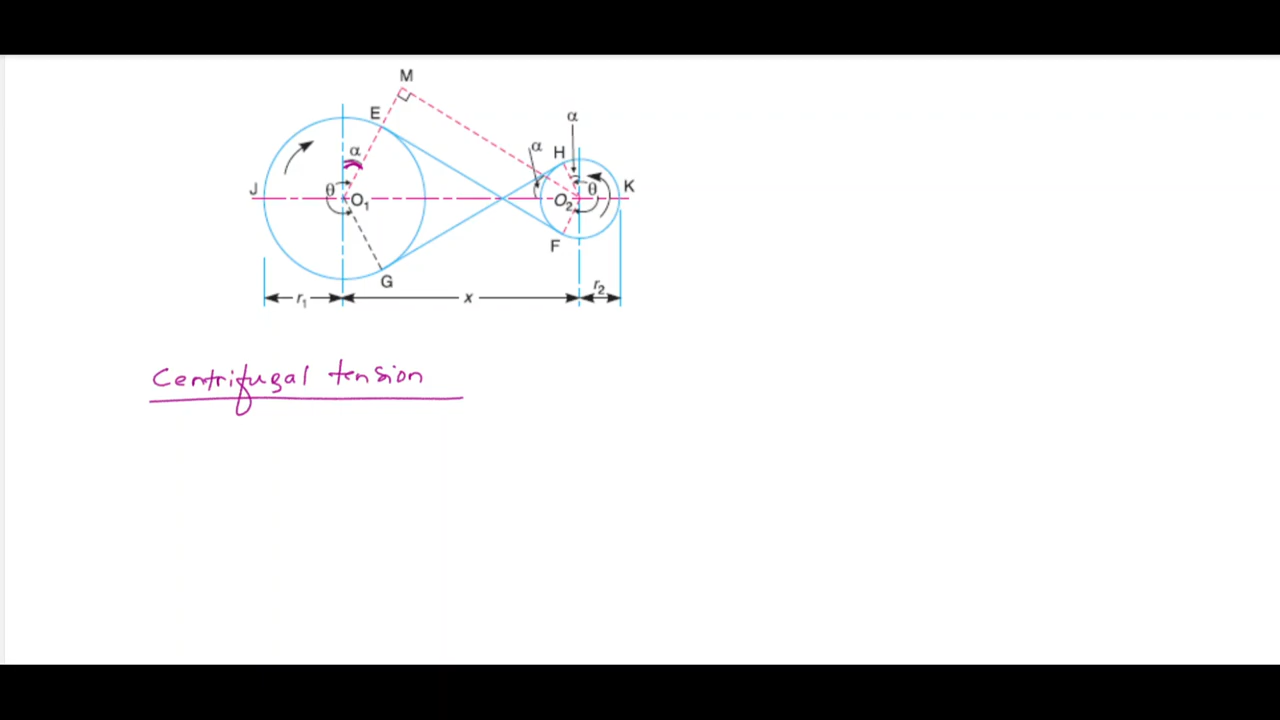 M
E
α
α
α
H
J
θ
O₁
O₂
θ
K
F
G
r₁
x
r₂
Centrifugal tension